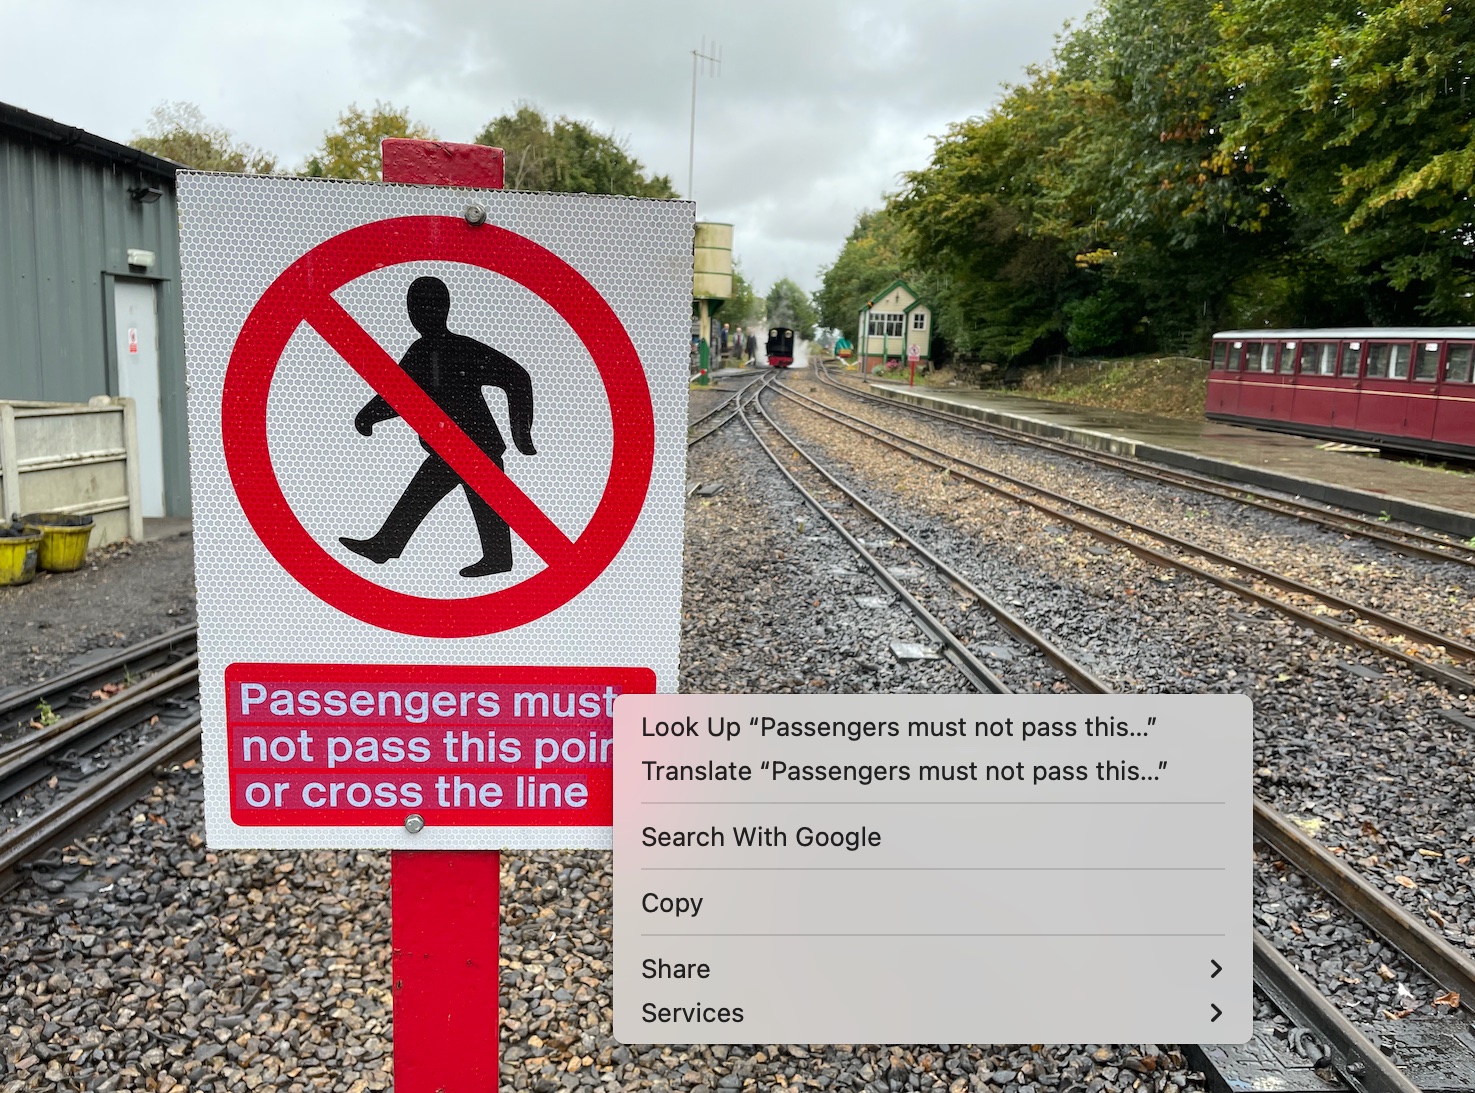 Passengers must
not pass this poin
or cross the line
Look Up “Passengers must not pass this...”
Translate “Passengers must not pass this...”
Search With Google
Copy
Share
Services